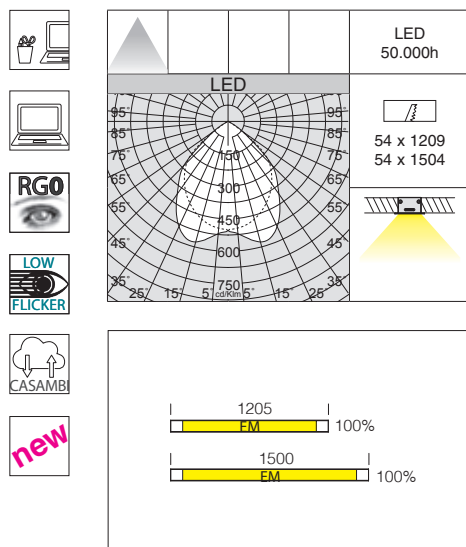 RG0
LOW
FLICKER
CASAMBI
new
LED
95° 95°
85° 85°
75° 75°
65 65
55 55
45° 45°
35° 35°
25° 15° 5° 5° 15° 25°
150
300
450
600
750
cd/Klm
LED
50.000h
54 x 1209
54 x 1504
1205
EM
100%
1500
EM
100%